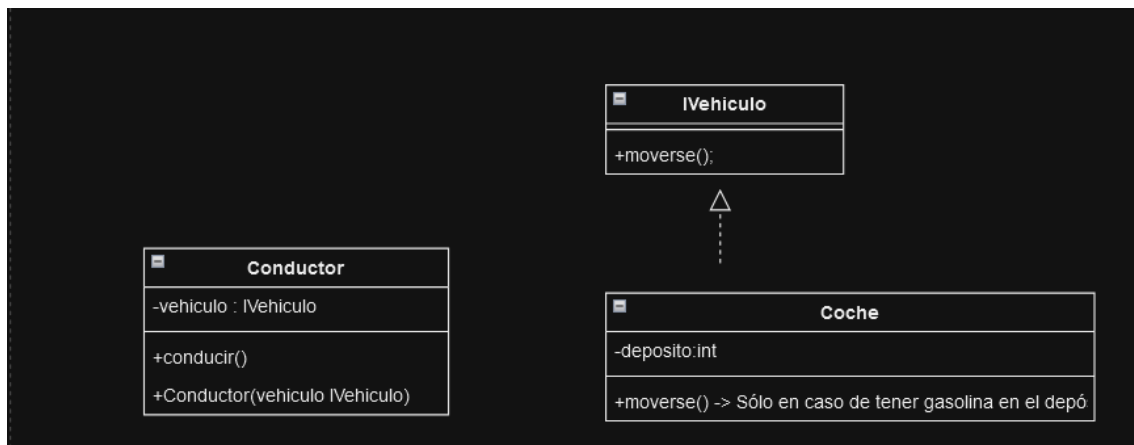 IVehiculo
+moverse();
Conductor
-vehiculo : IVehiculo
+conducir()
+Conductor(vehiculo IVehiculo)
Coche
-deposito:int
+moverse() -> Sólo en caso de tener gasolina en el depó